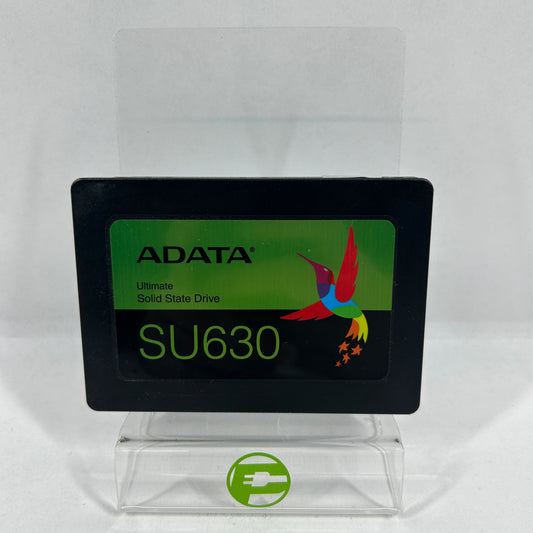 ADATA®
Ultimate
Solid State Drive
SU630